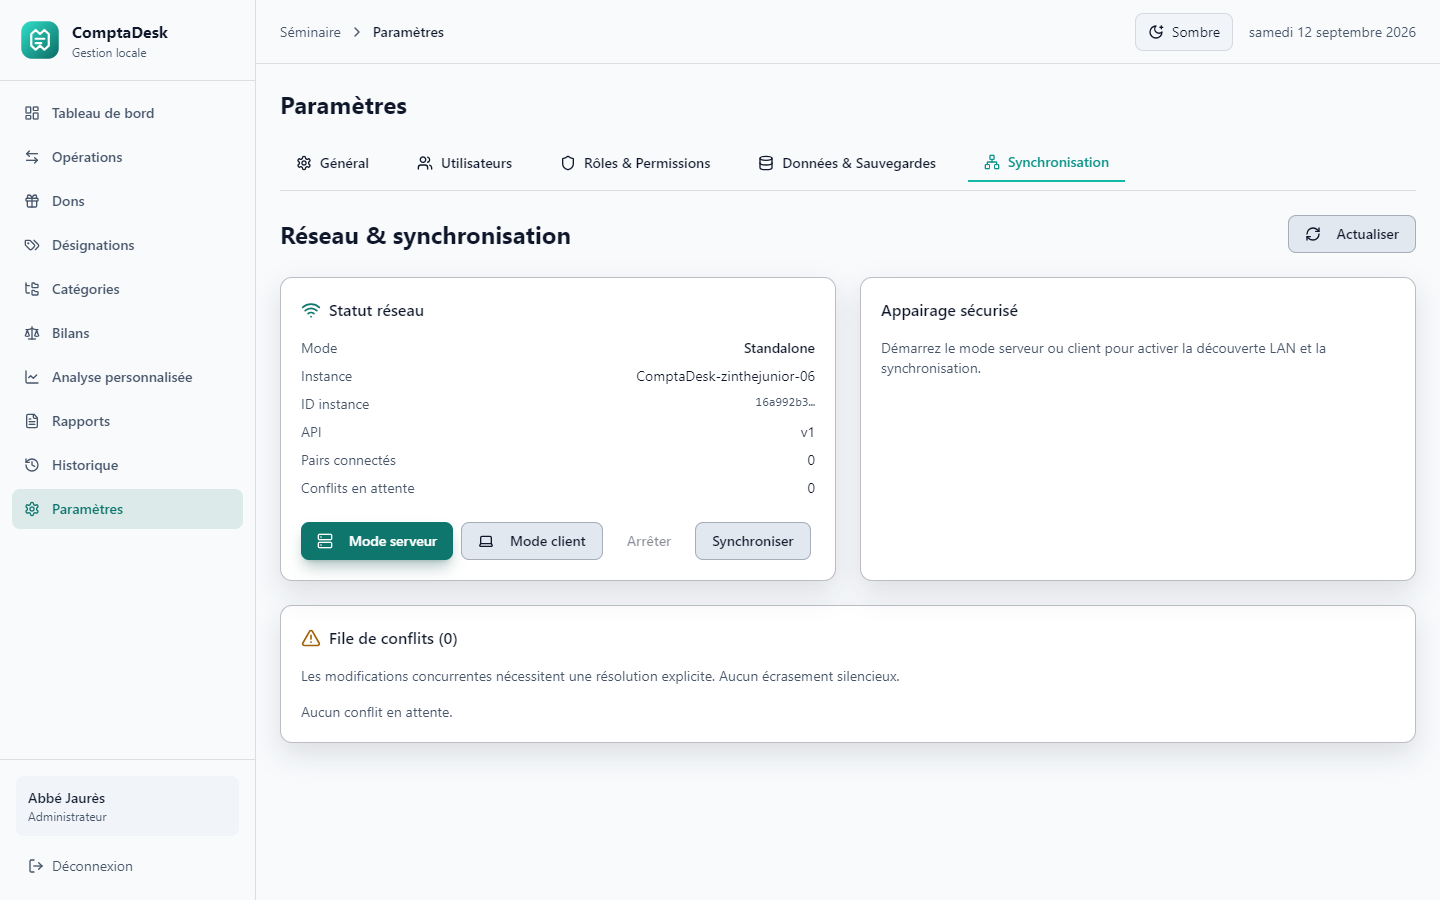 ComptaDesk
Gestion locale
Tableau de bord
Opérations
Dons
Désignations
Catégories
Bilans
Analyse personnalisée
Rapports
Historique
Paramètres
Abbé Jaurès
Administrateur
Déconnexion
Séminaire > Paramètres
Sombre
samedi 12 septembre 2026
Paramètres
Général
Utilisateurs
Rôles & Permissions
Données & Sauvegardes
Synchronisation
Réseau & synchronisation
Actualiser
Statut réseau
Mode Standalone
Instance ComptaDesk-zinthejunior-06
ID instance 16a992b3…
API v1
Pairs connectés 0
Conflits en attente 0
Mode serveur
Mode client
Arrêter
Synchroniser
Appairage sécurisé
Démarrez le mode serveur ou client pour activer la découverte LAN et la
synchronisation.
File de conflits (0)
Les modifications concurrentes nécessitent une résolution explicite. Aucun écrasement silencieux.
Aucun conflit en attente.